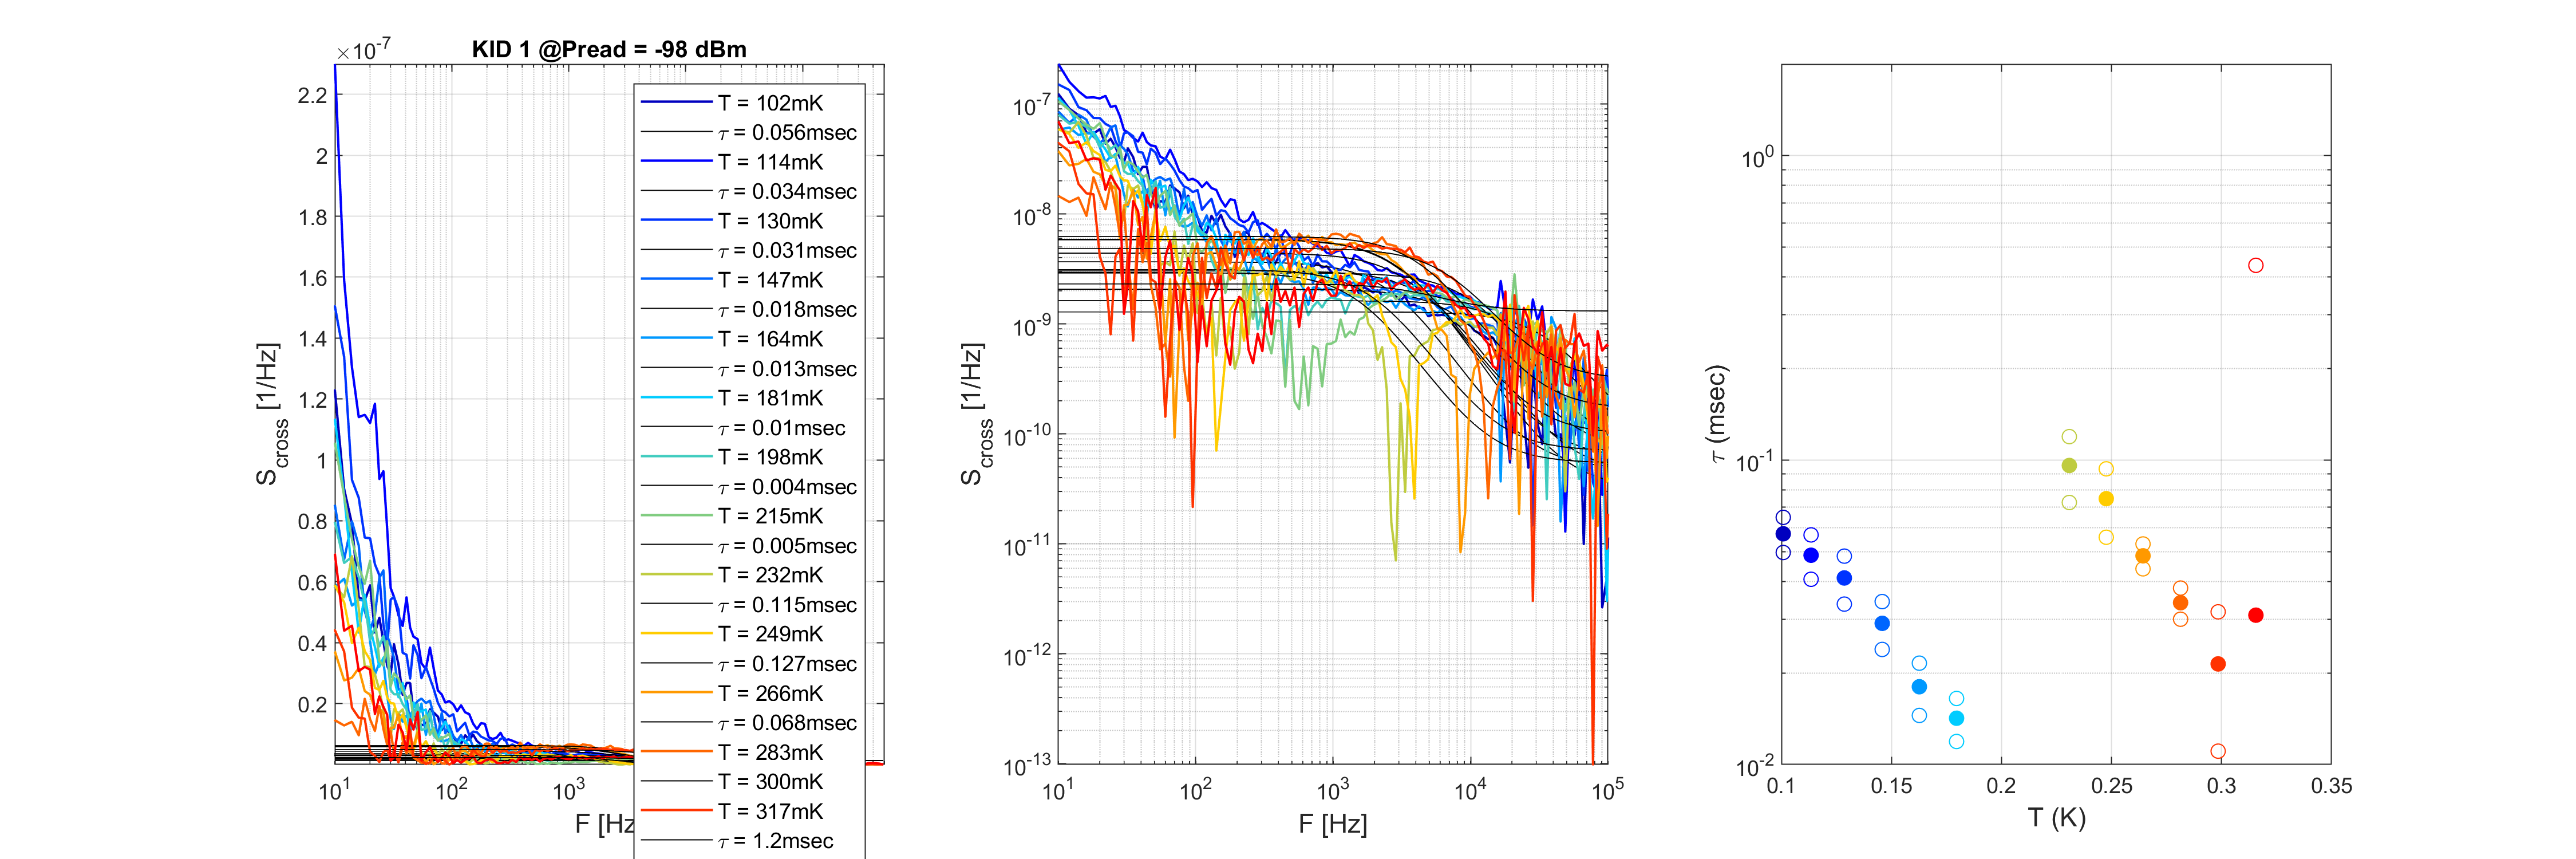 ×10-7
KID 1 @Pread = -98 dBm
2.2
2
1.8
1.6
1.4
1.2
1
0.8
0.6
0.4
0.2
Scross [1/Hz]
101
102
103
F [Hz
T = 102mK
τ = 0.056msec
T = 114mK
τ = 0.034msec
T = 130mK
τ = 0.031msec
T = 147mK
τ = 0.018msec
T = 164mK
τ = 0.013msec
T = 181mK
τ = 0.01msec
T = 198mK
τ = 0.004msec
T = 215mK
τ = 0.005msec
T = 232mK
τ = 0.115msec
T = 249mK
τ = 0.127msec
T = 266mK
τ = 0.068msec
T = 283mK
T = 300mK
T = 317mK
τ = 1.2msec
10-7
10-8
10-9
10-10
10-11
10-12
10-13
Scross [1/Hz]
101
102
103
104
105
F [Hz]
100
10-1
10-2
τ (msec)
0.1
0.15
0.2
0.25
0.3
0.35
T (K)